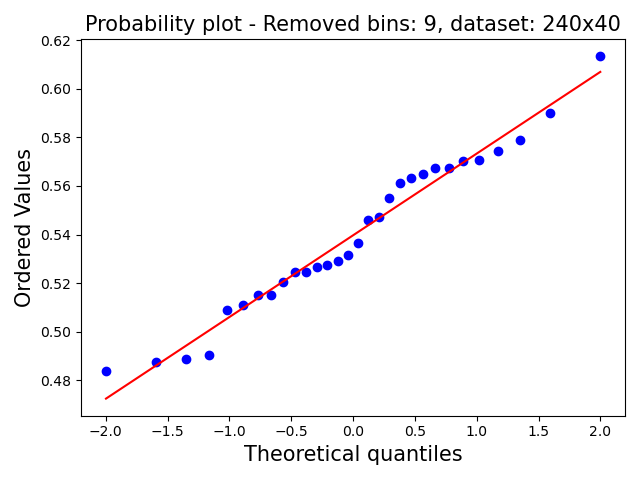 Probability plot - Removed bins: 9, dataset: 240x40
Ordered Values
0.62
0.60
0.58
0.56
0.54
0.52
0.50
0.48
−2.0 −1.5 −1.0 −0.5 0.0 0.5 1.0 1.5 2.0
Theoretical quantiles